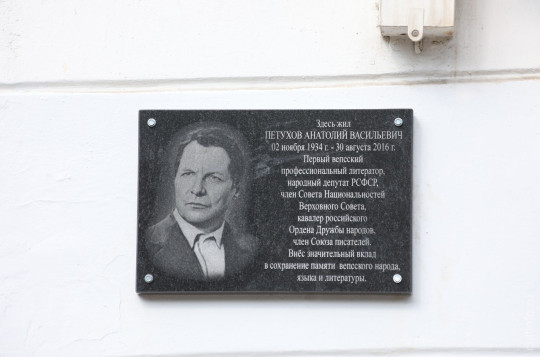 Здесь жил
ПЕТУХОВ АНАТОЛИЙ ВАСИЛЬЕВИЧ
02 ноября 1934 г. - 30 августа 2016 г.
Первый вепсский
профессиональный литератор,
народный депутат РСФСР,
член Совета Национальностей
Верховного Совета,
кавалер российского
Ордена Дружбы народов,
член Союза писателей.
Внёс значительный вклад
в сохранение памяти вепсского народа,
языка и литературы.